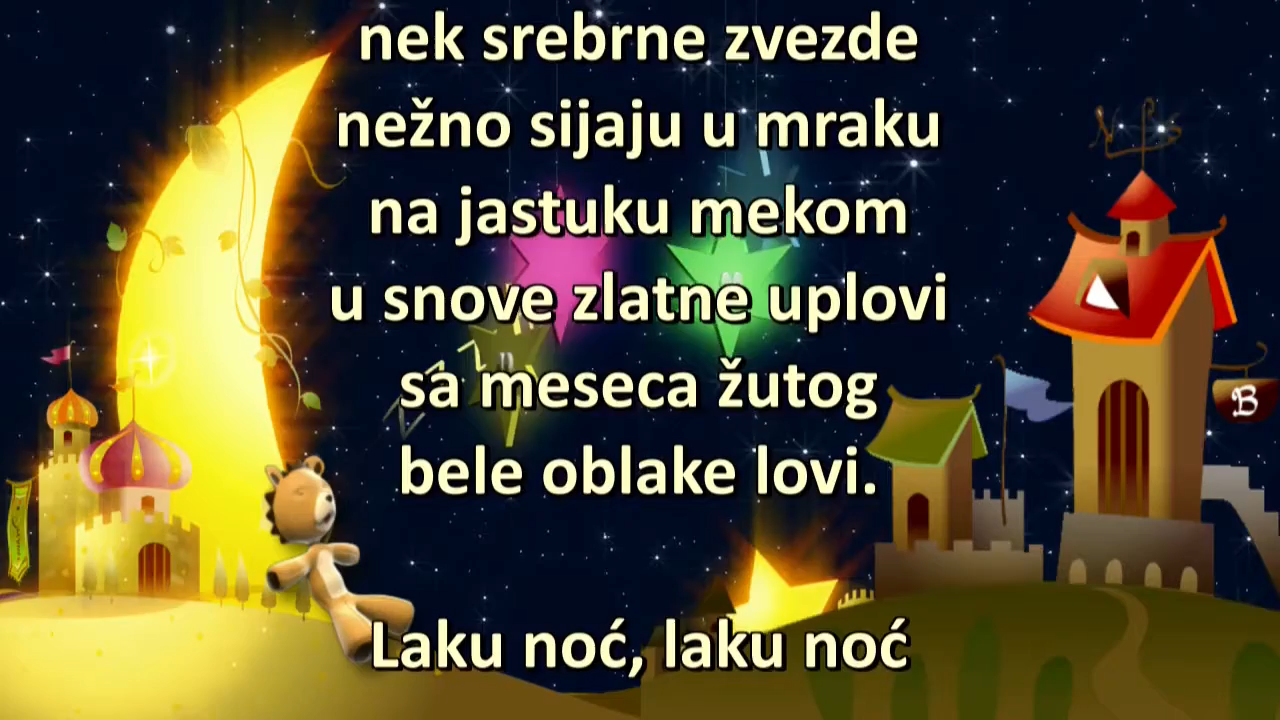 nek srebrne zvezde
nežno sijaju u mraku
na jastuku mekom
u snove zlatne uplovi
sa meseca žutog
bele oblake lovi.
B
Laku noć, laku noć